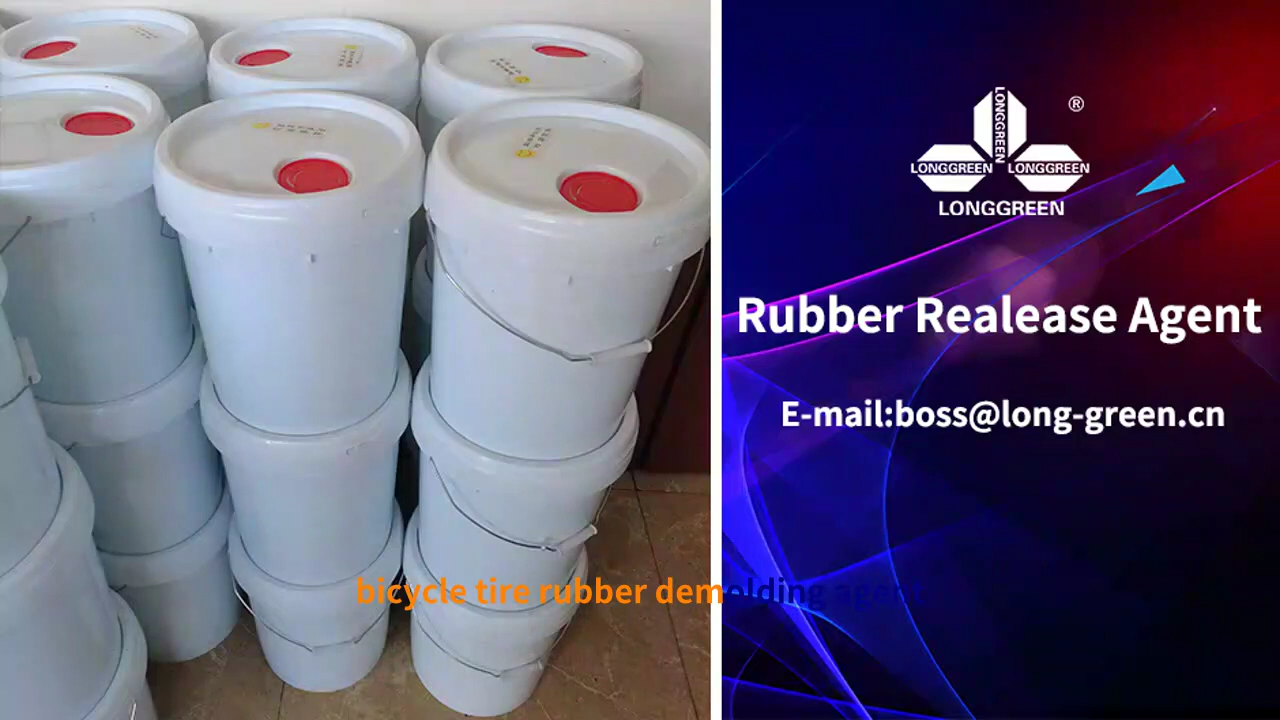 LONGGREEN
®
LONGGREEN LONGGREEN
LONGGREEN
Rubber Realease Agent
E-mail:boss@long-green.cn
bicycle tire rubber demolding agent